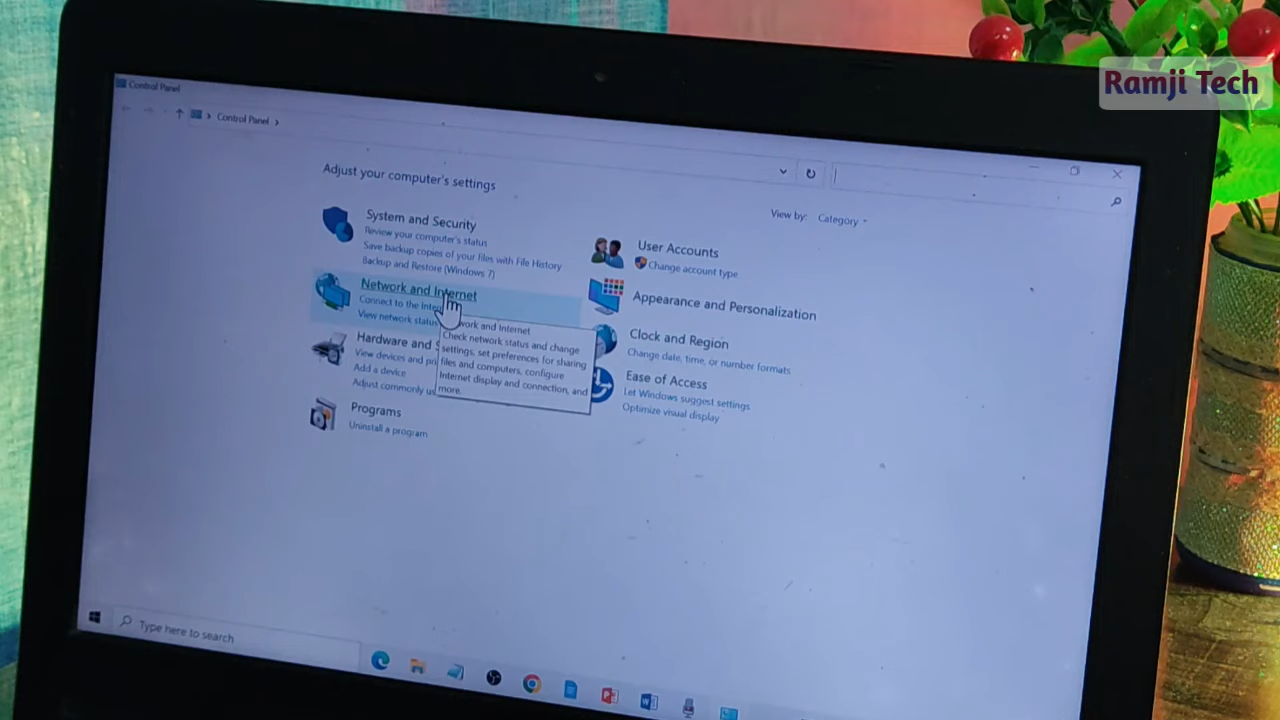 Ramji Tech
Control Panel
Control Panel
Adjust your computer's settings
View by: Category
System and Security
Review your computer's status
Save backup copies of your files with File History
Backup and Restore (Windows 7)
Network and Internet
Connect to the Inte
View network status
Hardware and S
View devices and pri
Add a device
Adjust commonly us
Programs
Uninstall a program
work and Internet
Check network status and change
settings, set preferences for sharing
files and computers, configure
Internet display and connection, and
more.
User Accounts
Change account type
Appearance and Personalization
Clock and Region
Change date, time, or number formats
Ease of Access
Let Windows suggest settings
Optimize visual display
Type here to search